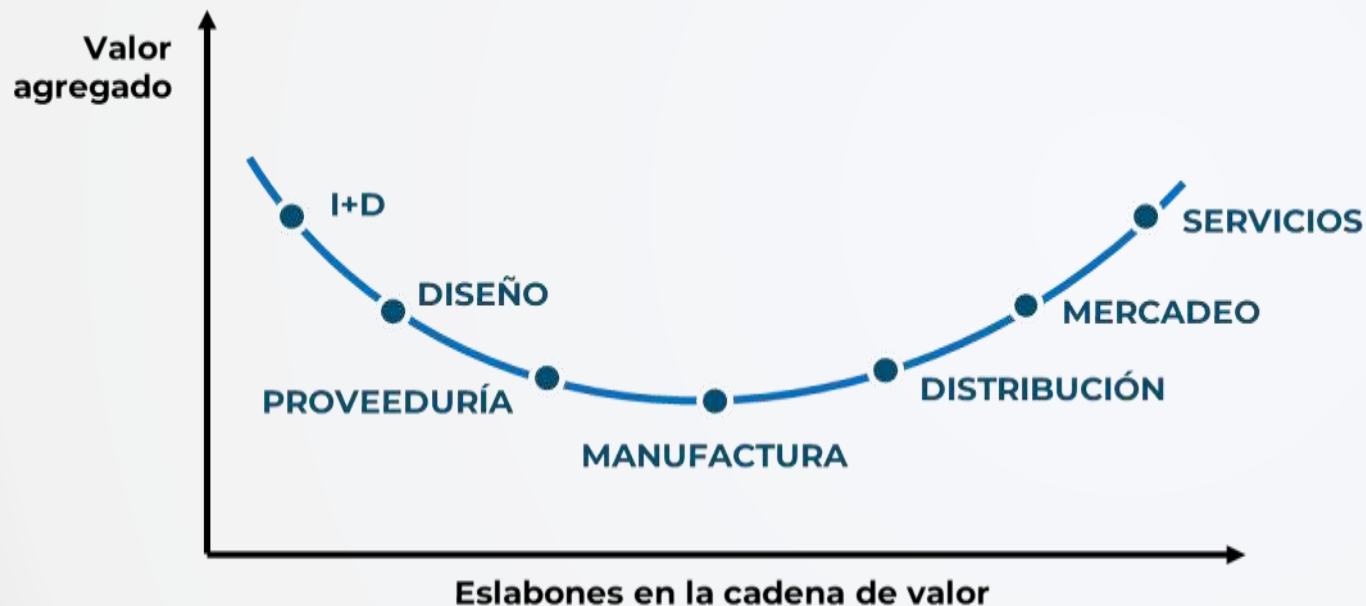 Valor
agregado
I+D
SERVICIOS
DISEÑO
MERCADEO
PROVEEDURÍA
DISTRIBUCIÓN
MANUFACTURA
Eslabones en la cadena de valor